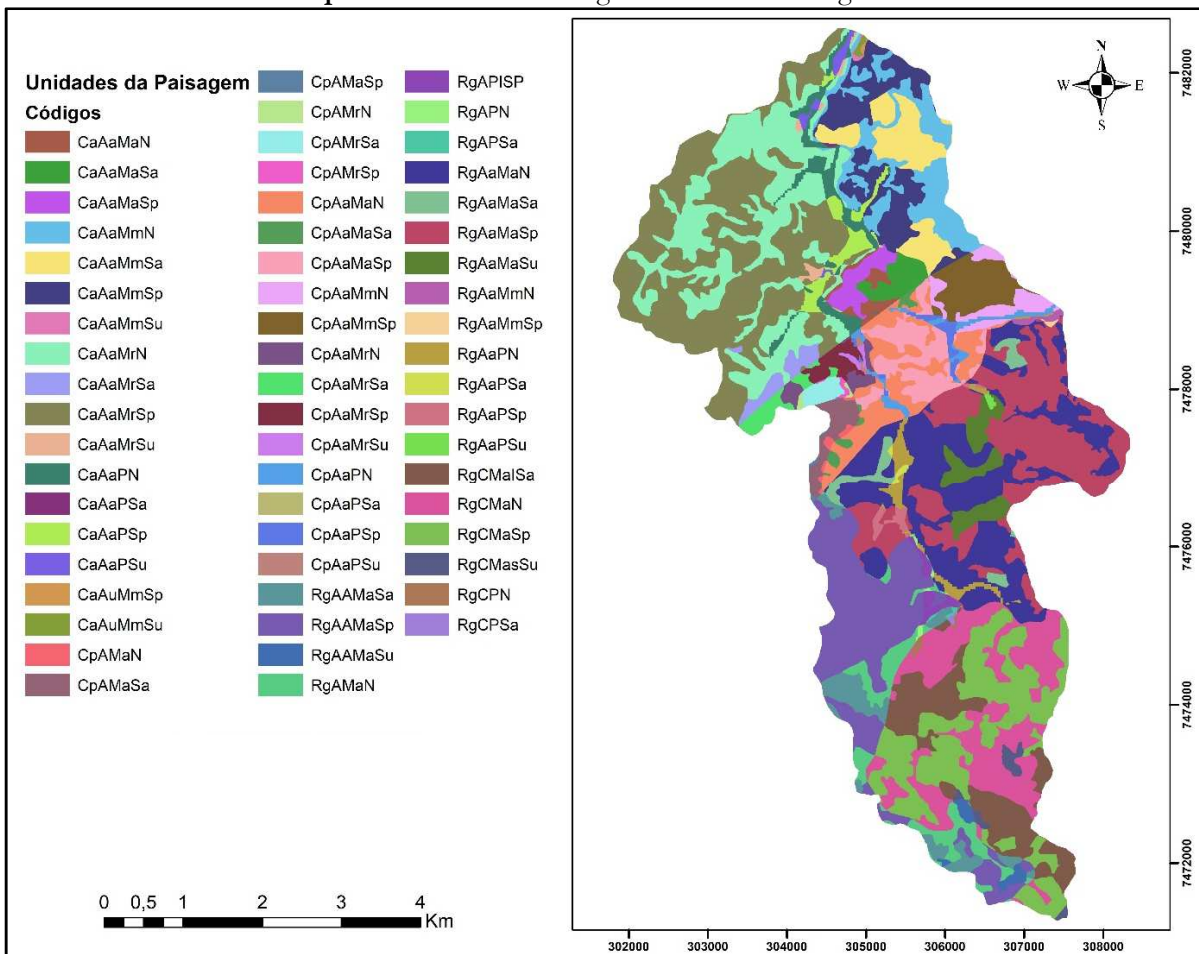 Unidades da Paisagem
Códigos
CaAaMaN
CaAaMaSa
CaAaMaSp
CaAaMmN
CaAaMmSa
CaAaMmSp
CaAaMmSu
CaAaMrN
CaAaMrSa
CaAaMrSp
CaAaMrSu
CaAaPN
CaAaPSa
CaAaPSp
CaAaPSu
CaAuMmSp
CaAuMmSu
CpAMaN
CpAMaSa
CpAMaSp
CpAMrN
CpAMrSa
CpAMrSp
CpAaMaN
CpAaMaSa
CpAaMaSp
CpAaMmN
CpAaMmSp
CpAaMrN
CpAaMrSa
CpAaMrSp
CpAaMrSu
CpAaPN
CpAaPSa
CpAaPSp
CpAaPSu
RgAAMaSa
RgAAMaSp
RgAAMaSu
RgAMaN
RgAPISP
RgAPN
RgAPSa
RgAaMaN
RgAaMaSa
RgAaMaSp
RgAaMaSu
RgAaMmN
RgAaMmSp
RgAaPN
RgAaPSa
RgAaPSp
RgAaPSu
RgCMalSa
RgCMaN
RgCMaSp
RgCMasSu
RgCPN
RgCPSa
0 0,5 1 2 3 4
Km
N
W E
S
7482000
7480000
7478000
7476000
7474000
7472000
302000 303000 304000 305000 306000 307000 308000